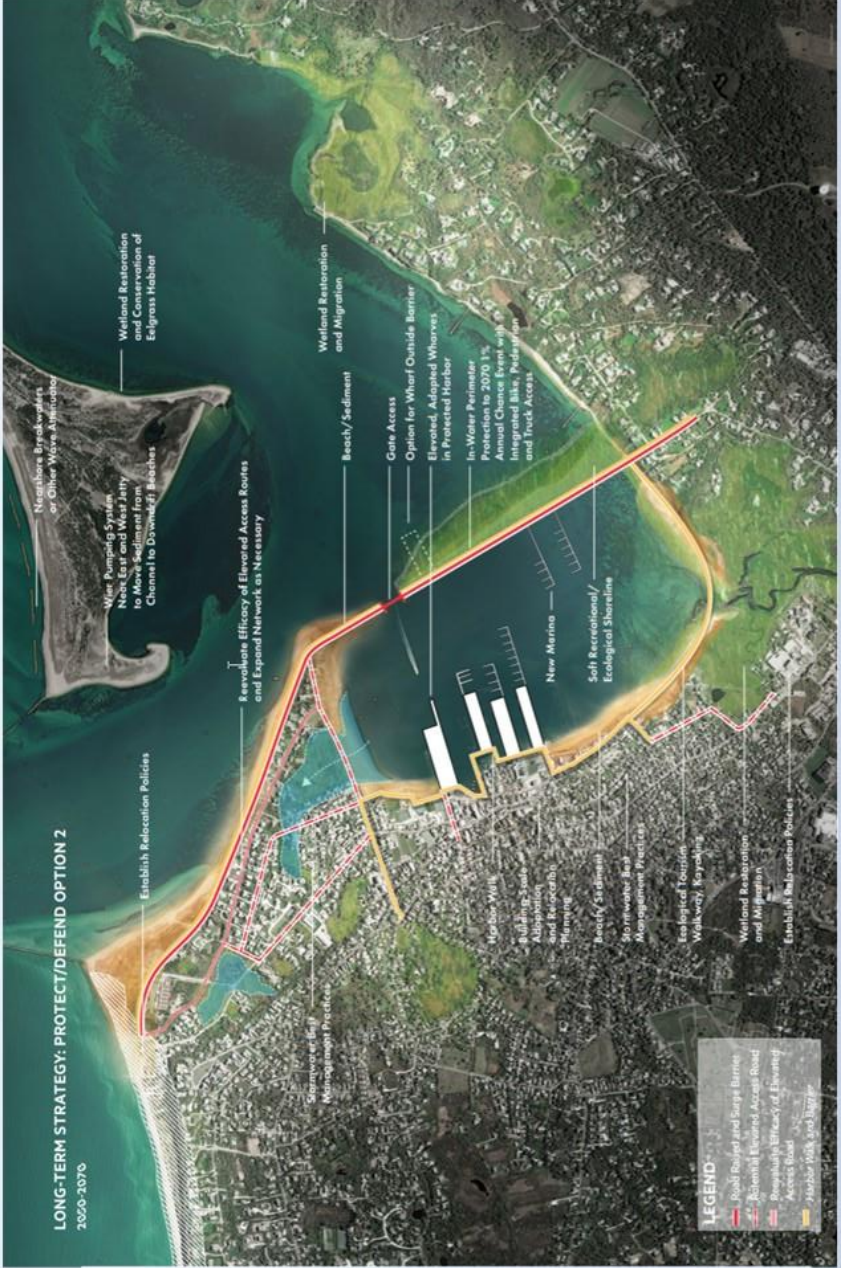 LONG-TERM STRATEGY: PROTECT/DEFEND OPTION 2
2050-2070
Establish Relocation Policies
Reevaluate Efficacy of Elevated Access Routes
and Expand Network as Necessary
Nearshore Breakwaters
or Other Wave Attenuator
Wier Pumping System
Near East and West Jetty
to Move Sediment from
Channel to Downdrift Beaches
Wetland Restoration
and Conservation of
Eelgrass Habitat
Beach/Sediment
Wetland Restoration
and Migration
Gate Access
Option for Wharf Outside Barrier
Elevated, Adapted Wharves
in Protected Harbor
In-Water Perimeter
Protection to 2070 1%
Annual Chance Event with
Integrated Bike, Pedestrian
and Truck Access
Stormwater Best
Management Practices
Harbor Walk
Building-Scale
Adaptation
and Relocation
Planning
Beach/Sediment
Stormwater Best
Management Practices
New Marina
Soft Recreational/
Ecological Shoreline
Ecological Tourism
Walkway, Kayaking
Wetland Restoration
and Migration
Establish Relocation Policies
LEGEND
Road Raised and Surge Barrier
Potential Elevated Access Road
Reevaluate Efficacy of Elevated
Access Road
Harbor Walk and Barrier